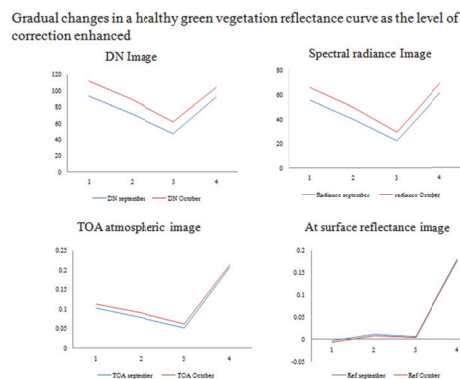 Gradual changes in a healthy green vegetation reflectance curve as the level of
correction enhanced
DN Image
120
100
80
60
40
20
0
1 2 3 4
DN september DN October
Spectral radiance Image
80
60
40
20
0
1 2 3 4
Radiance september radiance October
TOA atmospheric image
0.25
0.2
0.15
0.1
0.05
0
1 2 3 4
TOA september TOA October
At surface reflectance image
0.2
0.15
0.1
0.05
0
-0.05
1 2 3 4
Ref september Ref October